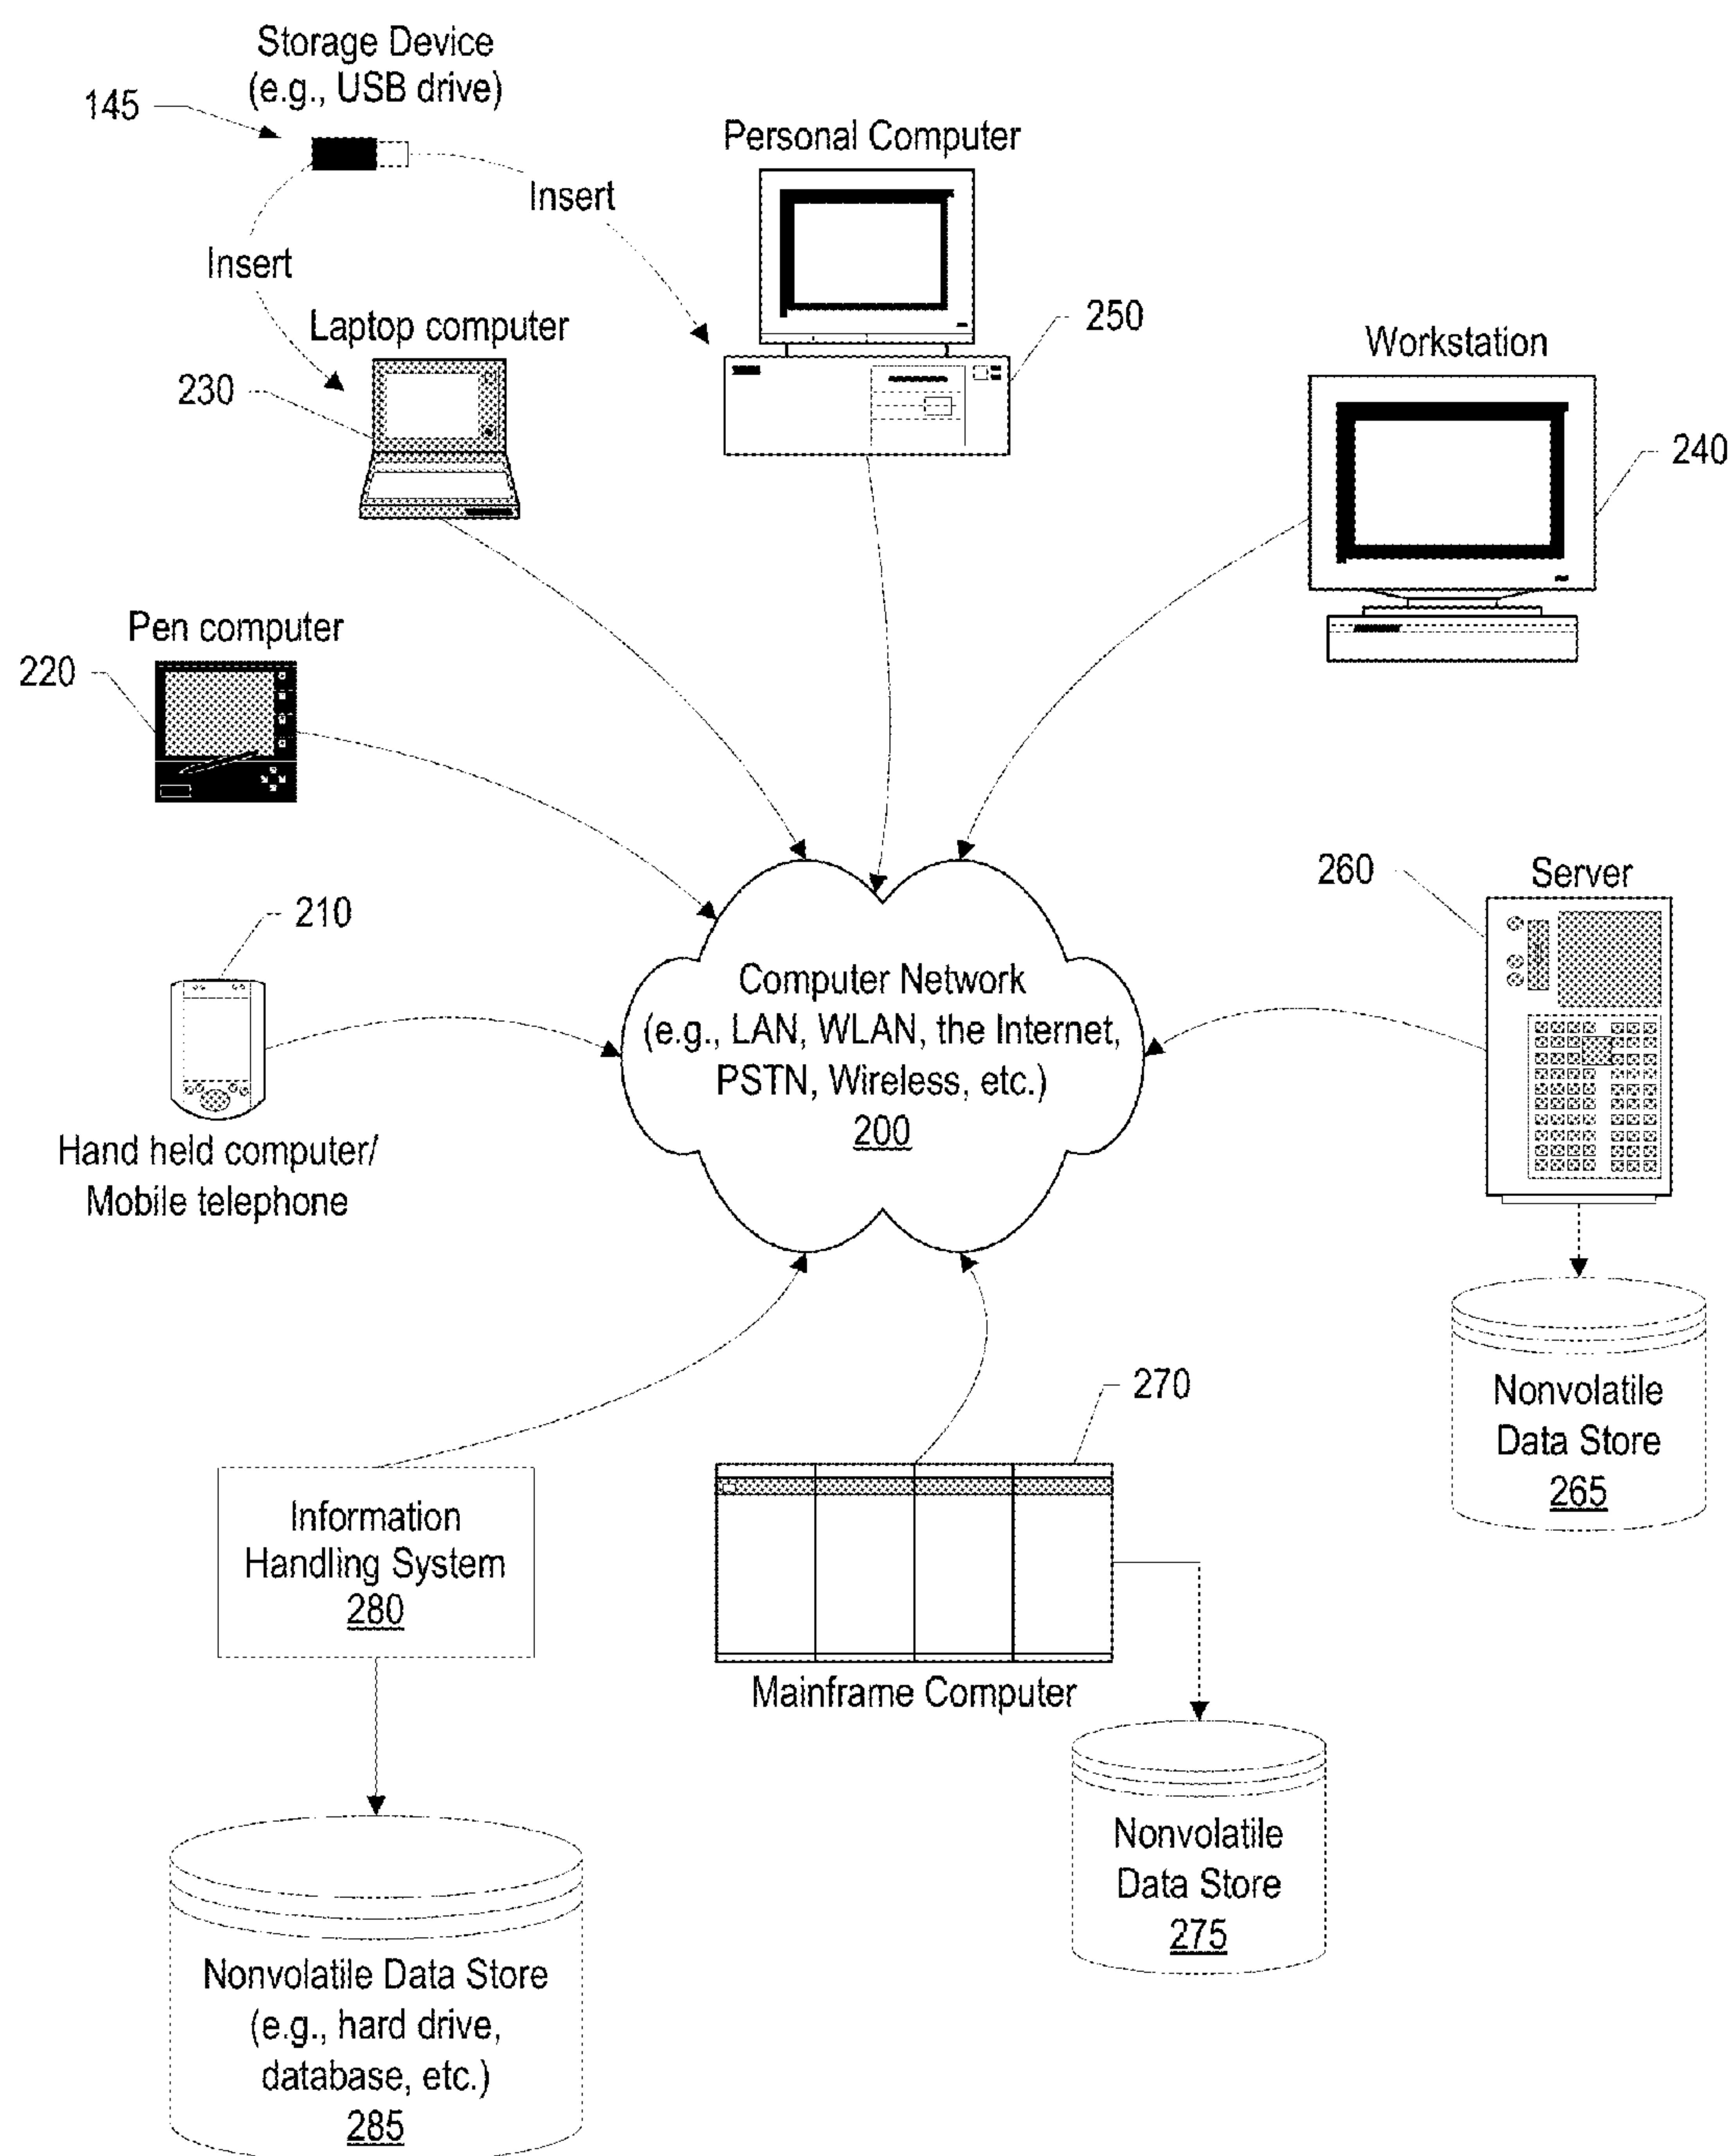 Storage Device
(e.g., USB drive)
145
Insert
Insert
Personal Computer
250
Laptop computer
230
Workstation
240
Pen computer
220
210
Hand held computer/
Mobile telephone
Computer Network
(e.g., LAN, WLAN, the Internet,
PSTN, Wireless, etc.)
200
260
Server
Nonvolatile
Data Store
265
270
Mainframe Computer
Nonvolatile
Data Store
275
Information
Handling System
280
Nonvolatile Data Store
(e.g., hard drive,
database, etc.)
285